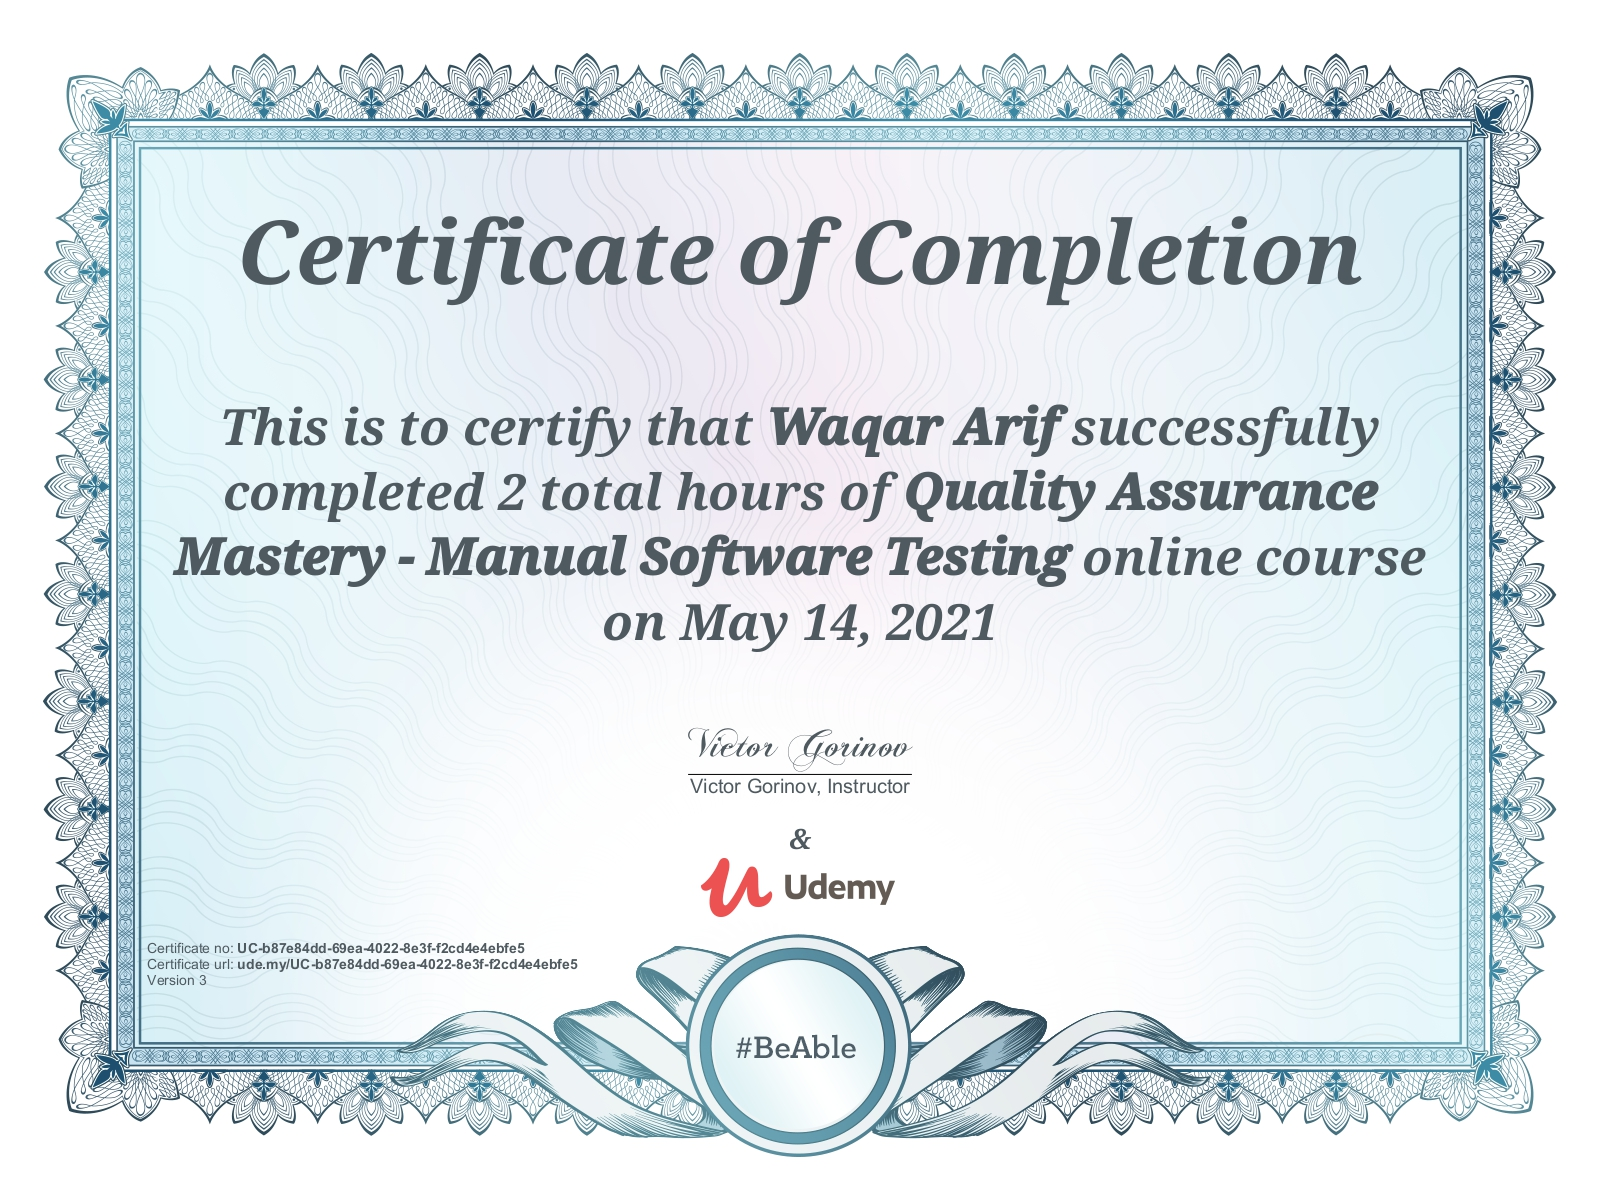 Certificate of Completion
This is to certify that Waqar Arif successfully
completed 2 total hours of Quality Assurance
Mastery - Manual Software Testing online course
on May 14, 2021
Victor Gorinov
Victor Gorinov, Instructor
&
Udemy
Certificate no: UC-b87e84dd-69ea-4022-8e3f-f2cd4e4ebfe5
Certificate url: ude.my/UC-b87e84dd-69ea-4022-8e3f-f2cd4e4ebfe5
Version 3
#BeAble